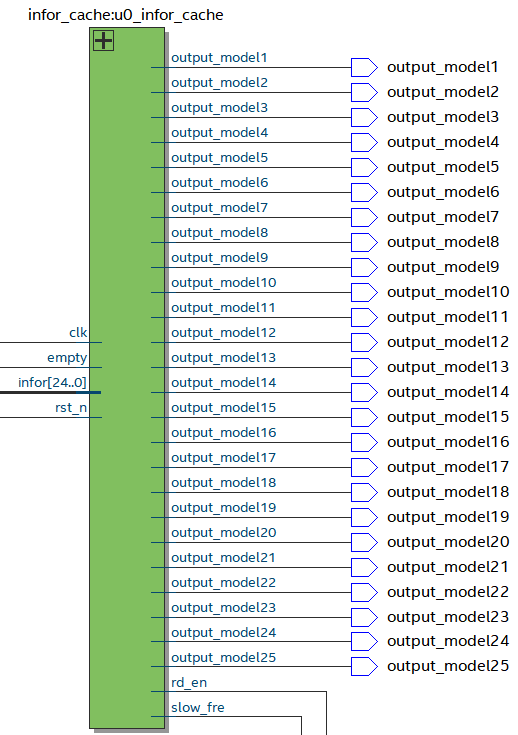 infor_cache:u0_infor_cache
output_model1 output_model1
output_model2 output_model2
output_model3 output_model3
output_model4 output_model4
output_model5 output_model5
output_model6 output_model6
output_model7 output_model7
output_model8 output_model8
output_model9 output_model9
output_model10 output_model10
output_model11 output_model11
clk output_model12 output_model12
empty output_model13 output_model13
infor[24..0] output_model14 output_model14
rst_n output_model15 output_model15
output_model16 output_model16
output_model17 output_model17
output_model18 output_model18
output_model19 output_model19
output_model20 output_model20
output_model21 output_model21
output_model22 output_model22
output_model23 output_model23
output_model24 output_model24
output_model25 output_model25
rd_en
slow_fre